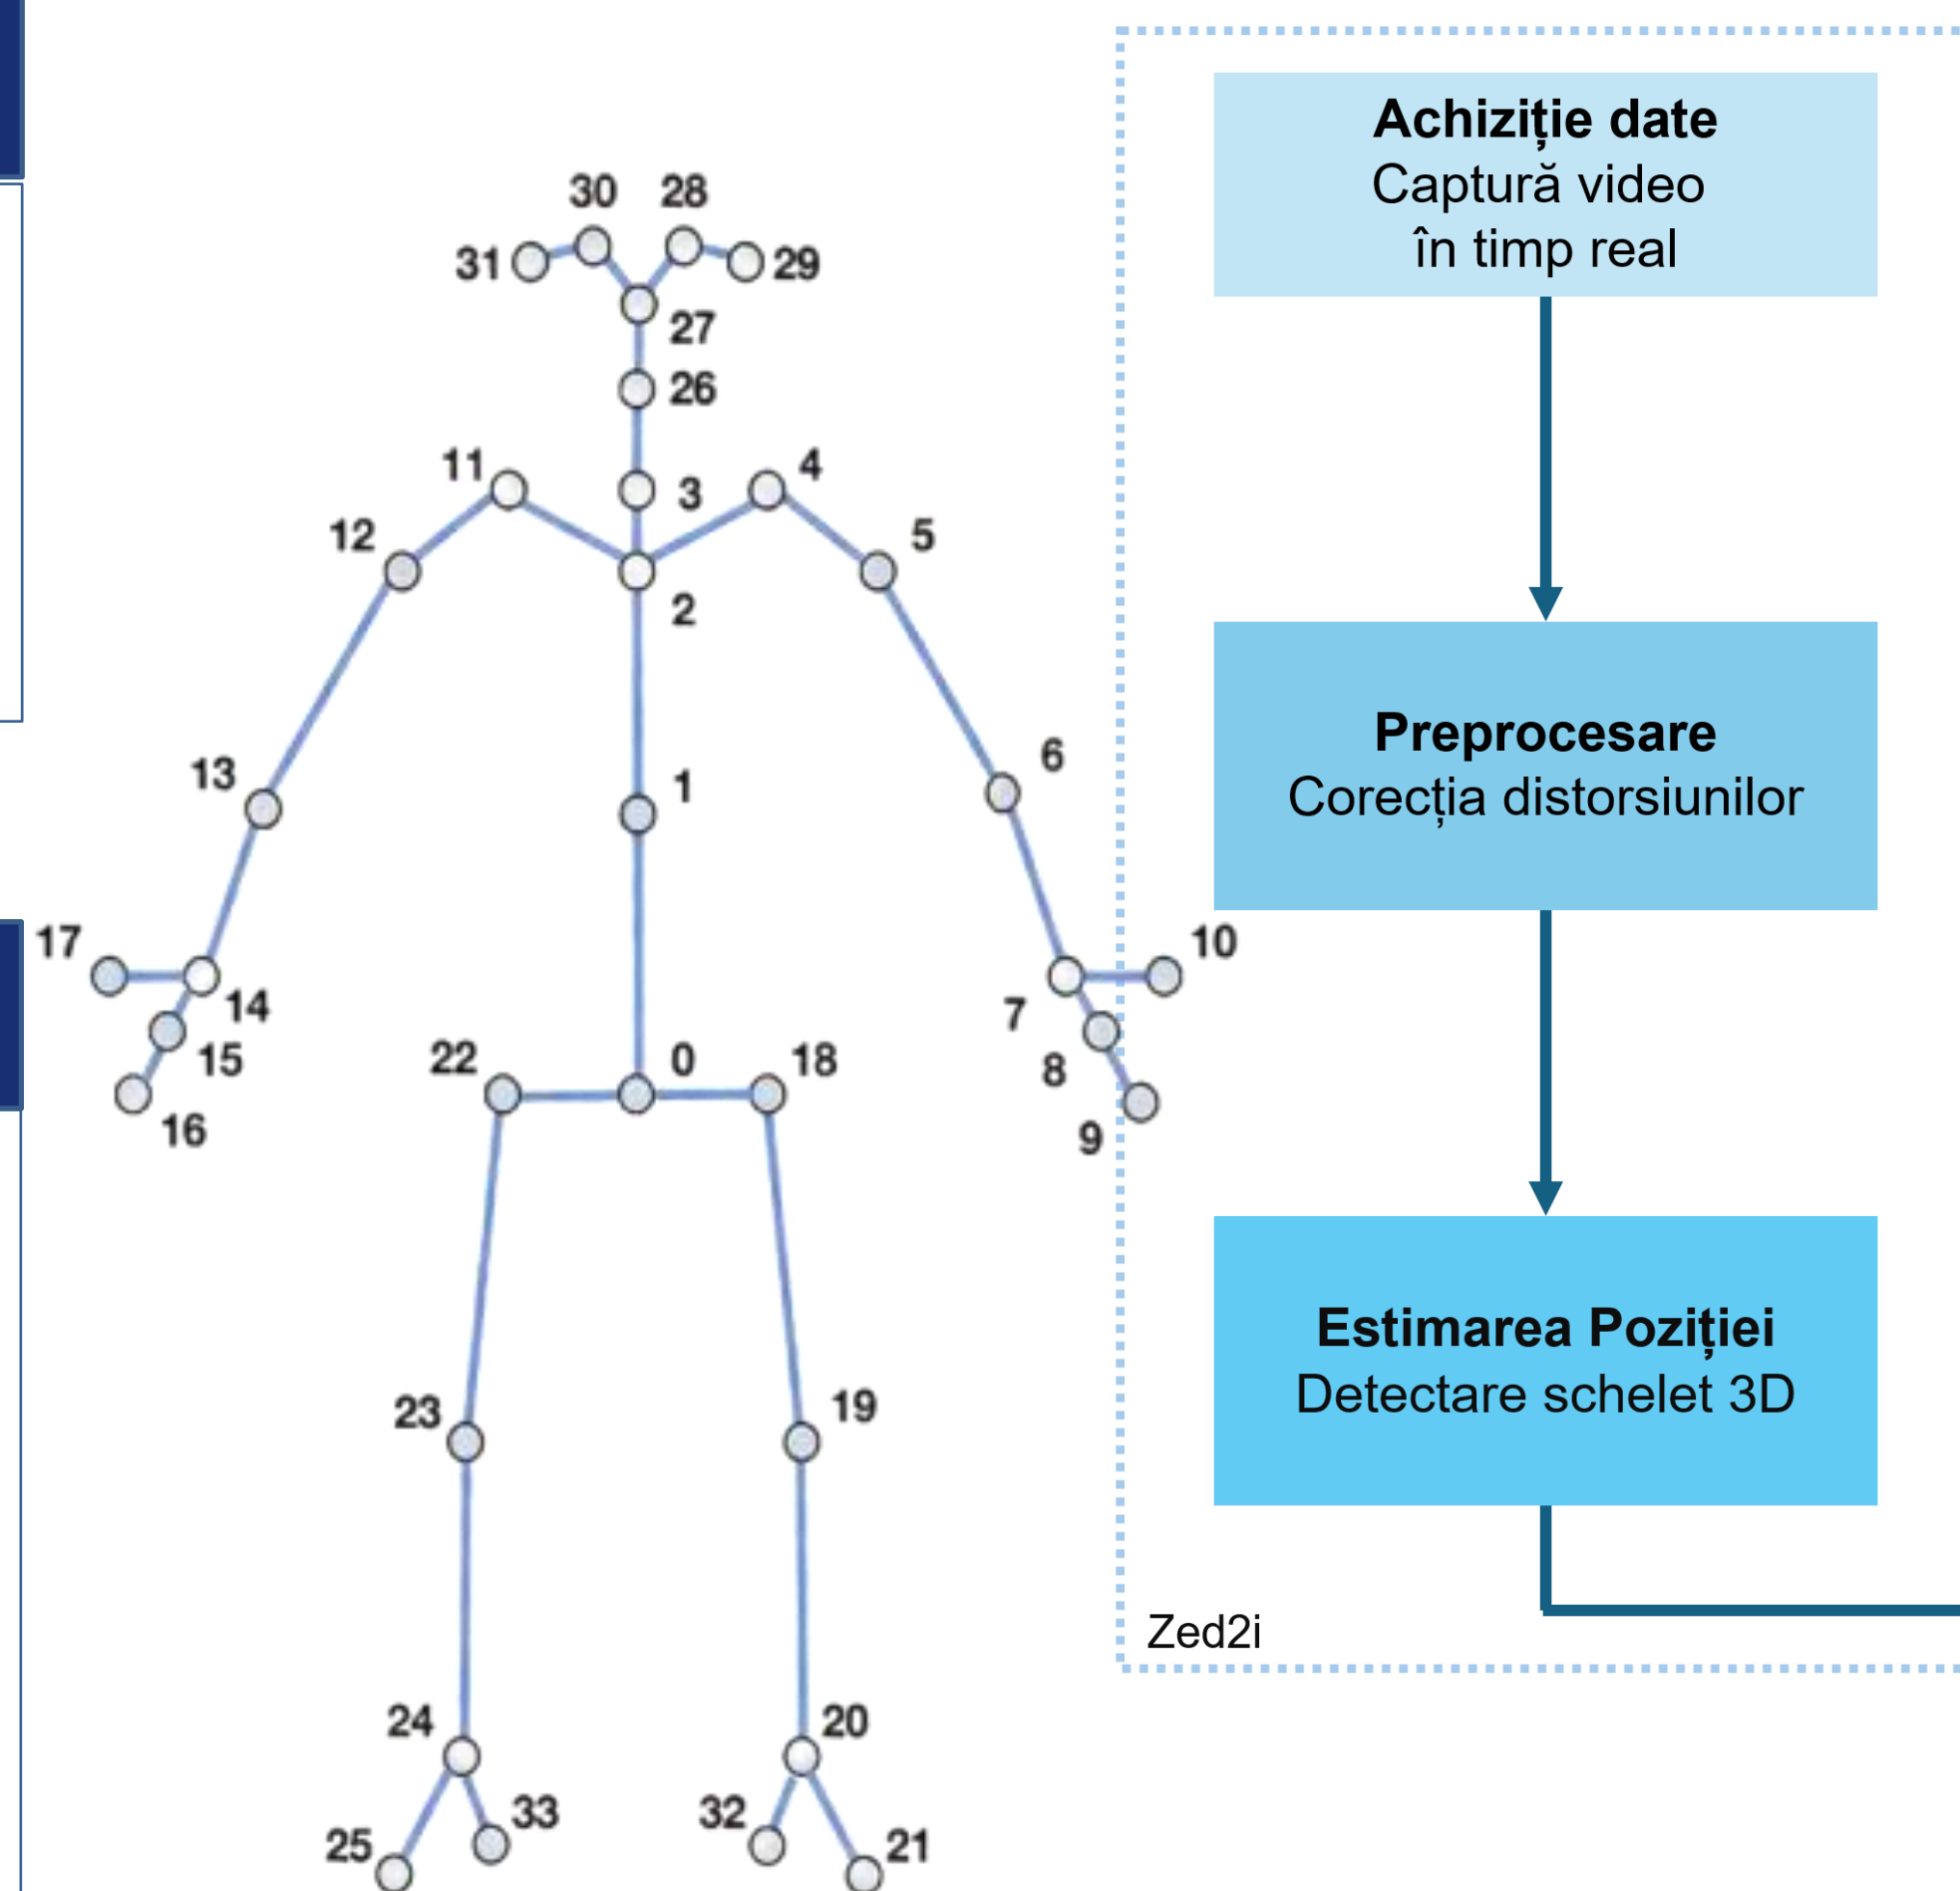 30 28
31 29
27
26
11 3 4
12 5
2
13 1 6
17 10
14 7
15 8
22 0 18
16 9
23 19
24 20
33 32
25 21
Achiziție date
Captură video
în timp real
Preprocesare
Corecția distorsiunilor
Estimarea Poziției
Detectare schelet 3D
Zed2i